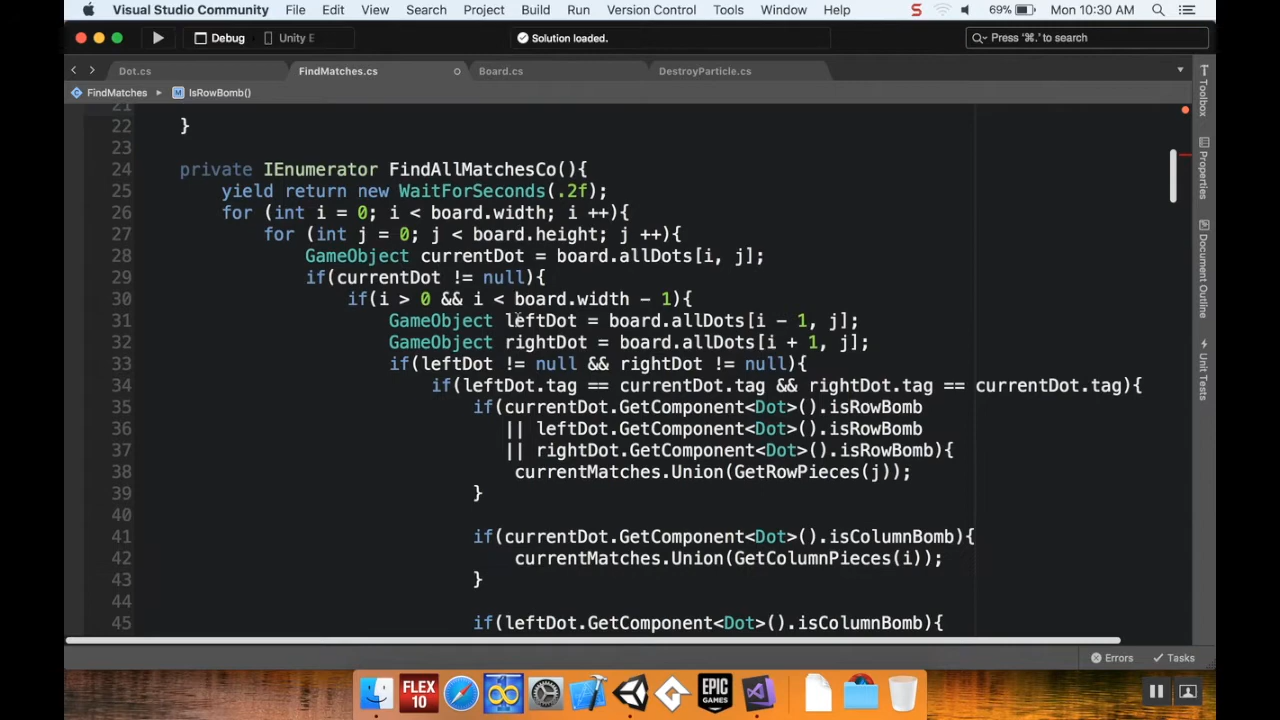 Visual Studio Community File Edit View Search Project Build Run Version Control Tools Window Help S 69% Mon 10:30 AM
Debug Unity E Solution loaded. Press '⌘.' to search
Dot.cs FindMatches.cs Board.cs DestroyParticle.cs
FindMatches ▸ M IsRowBomb()
21
22 }
23
24 private IEnumerator FindAllMatchesCo(){
25 yield return new WaitForSeconds(.2f);
26 for (int i = 0; i < board.width; i ++){
27 for (int j = 0; j < board.height; j ++){
28 GameObject currentDot = board.allDots[i, j];
29 if(currentDot != null){
30 if(i > 0 && i < board.width - 1){
31 GameObject leftDot = board.allDots[i - 1, j];
32 GameObject rightDot = board.allDots[i + 1, j];
33 if(leftDot != null && rightDot != null){
34 if(leftDot.tag == currentDot.tag && rightDot.tag == currentDot.tag){
35 if(currentDot.GetComponent<Dot>().isRowBomb
36 || leftDot.GetComponent<Dot>().isRowBomb
37 || rightDot.GetComponent<Dot>().isRowBomb){
38 currentMatches.Union(GetRowPieces(j));
39 }
40
41 if(currentDot.GetComponent<Dot>().isColumnBomb){
42 currentMatches.Union(GetColumnPieces(i));
43 }
44
45 if(leftDot.GetComponent<Dot>().isColumnBomb){
Toolbox
Properties
Document Outline
Unit Tests
Errors Tasks
FLEX 10
EPIC GAMES